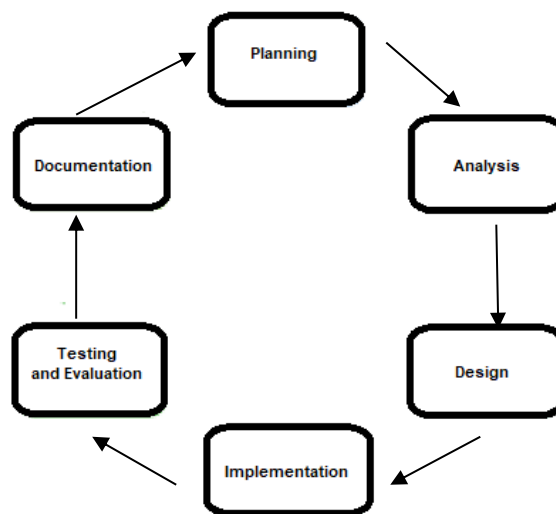 Planning
Analysis
Design
Implementation
Testing
and Evaluation
Documentation